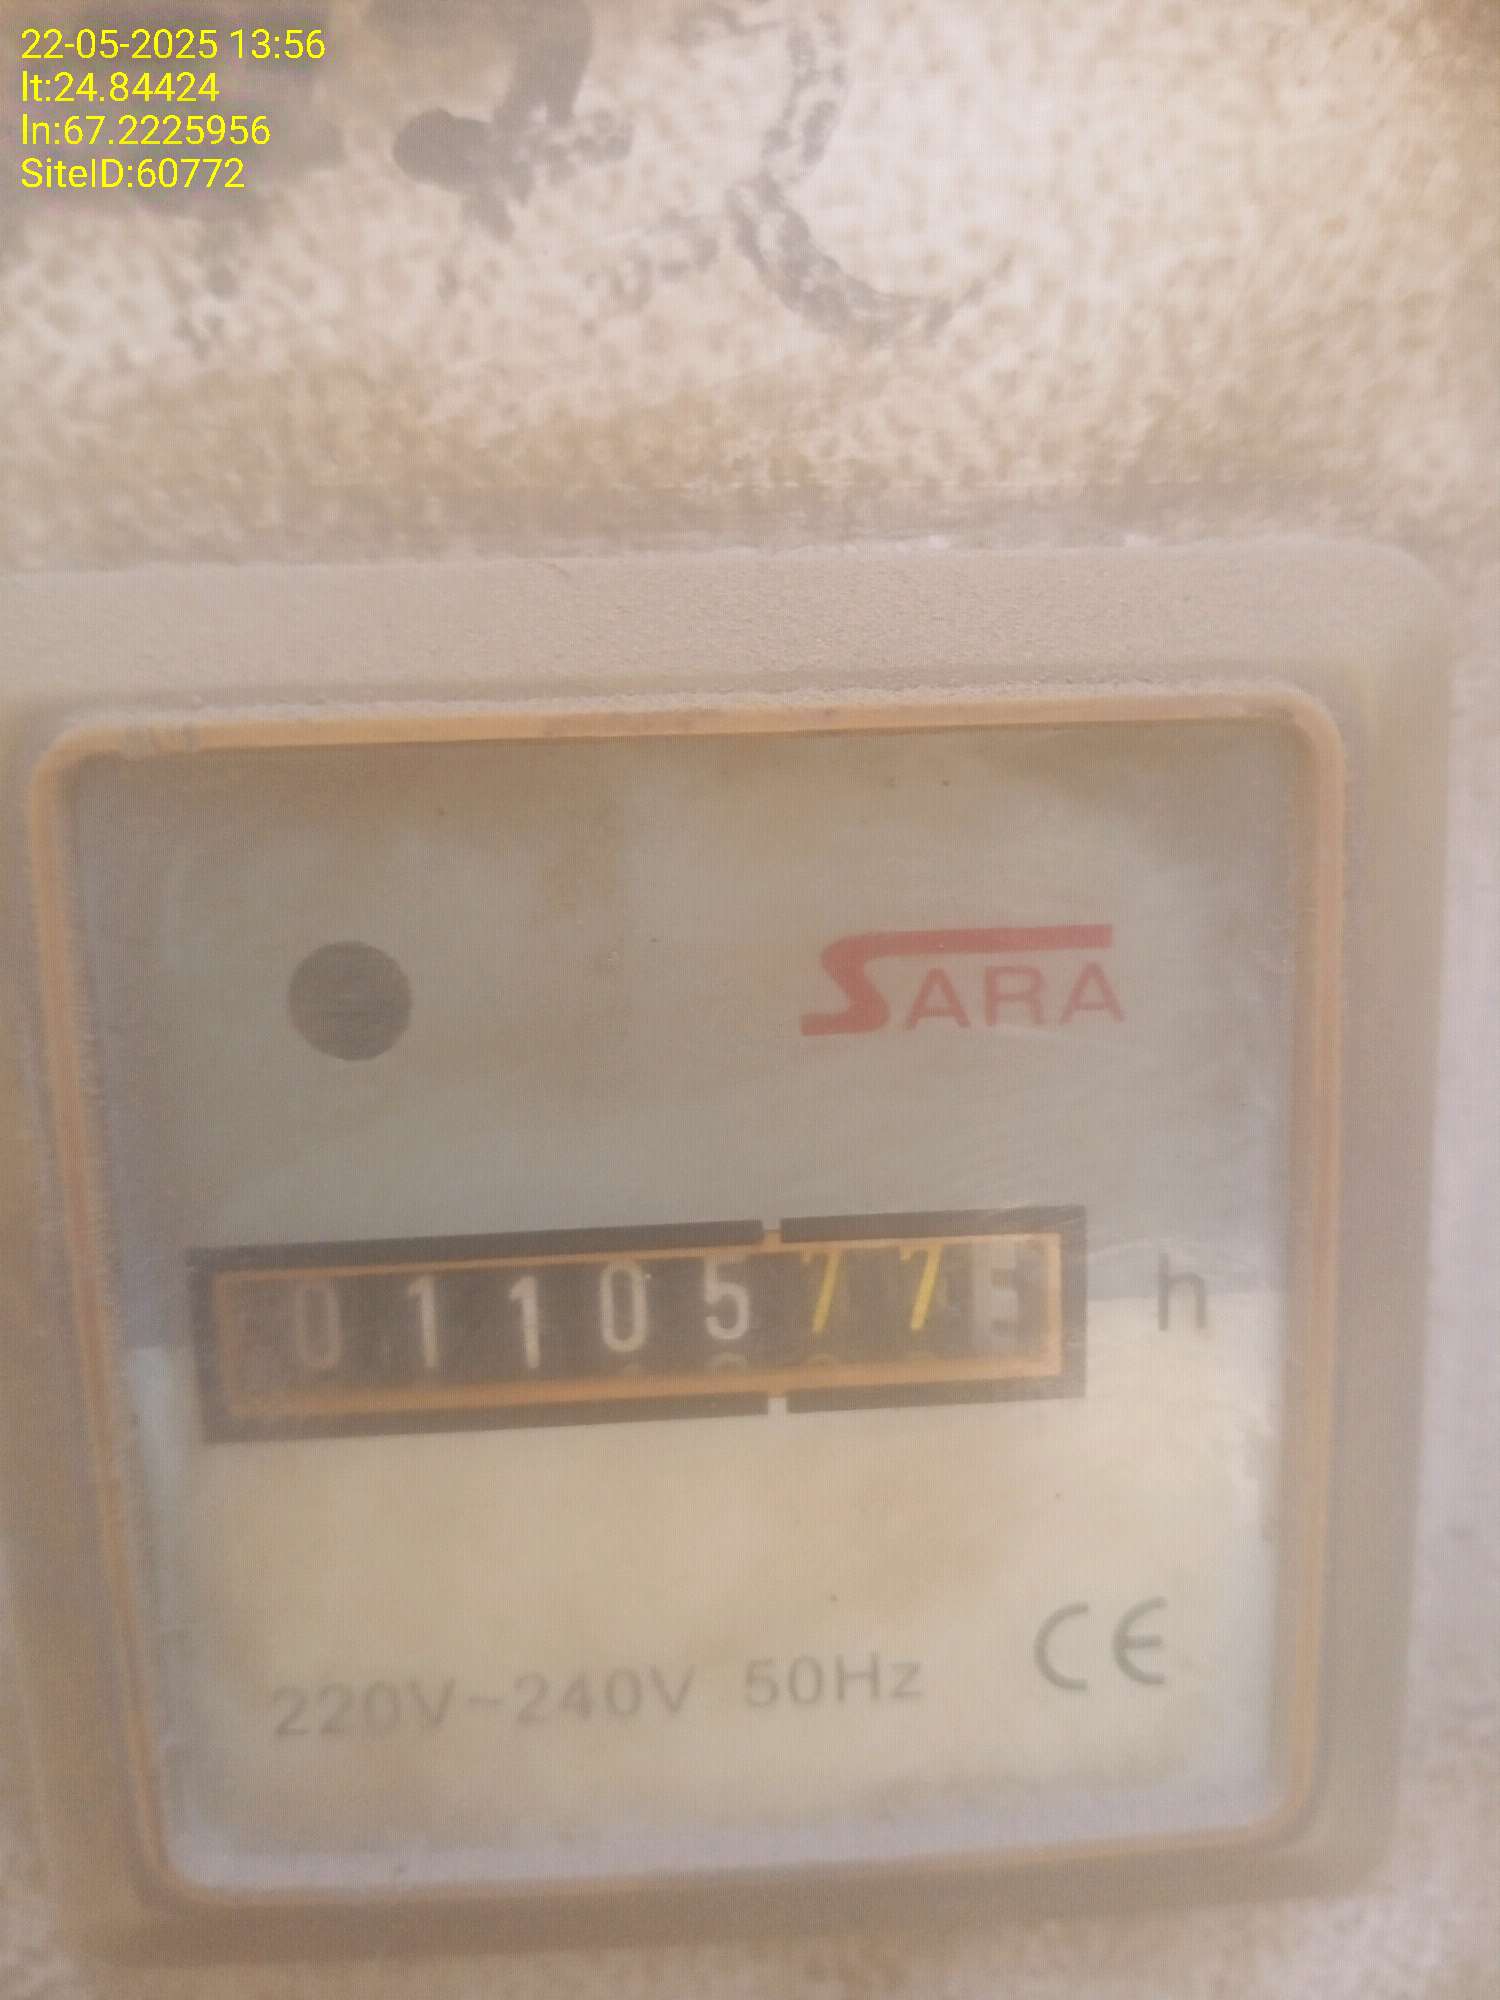 22-05-2025 13:56
lt:24.84424
ln:67.2225956
SiteID:60772
SARA
0110577 h
220V~240V 50Hz
CE